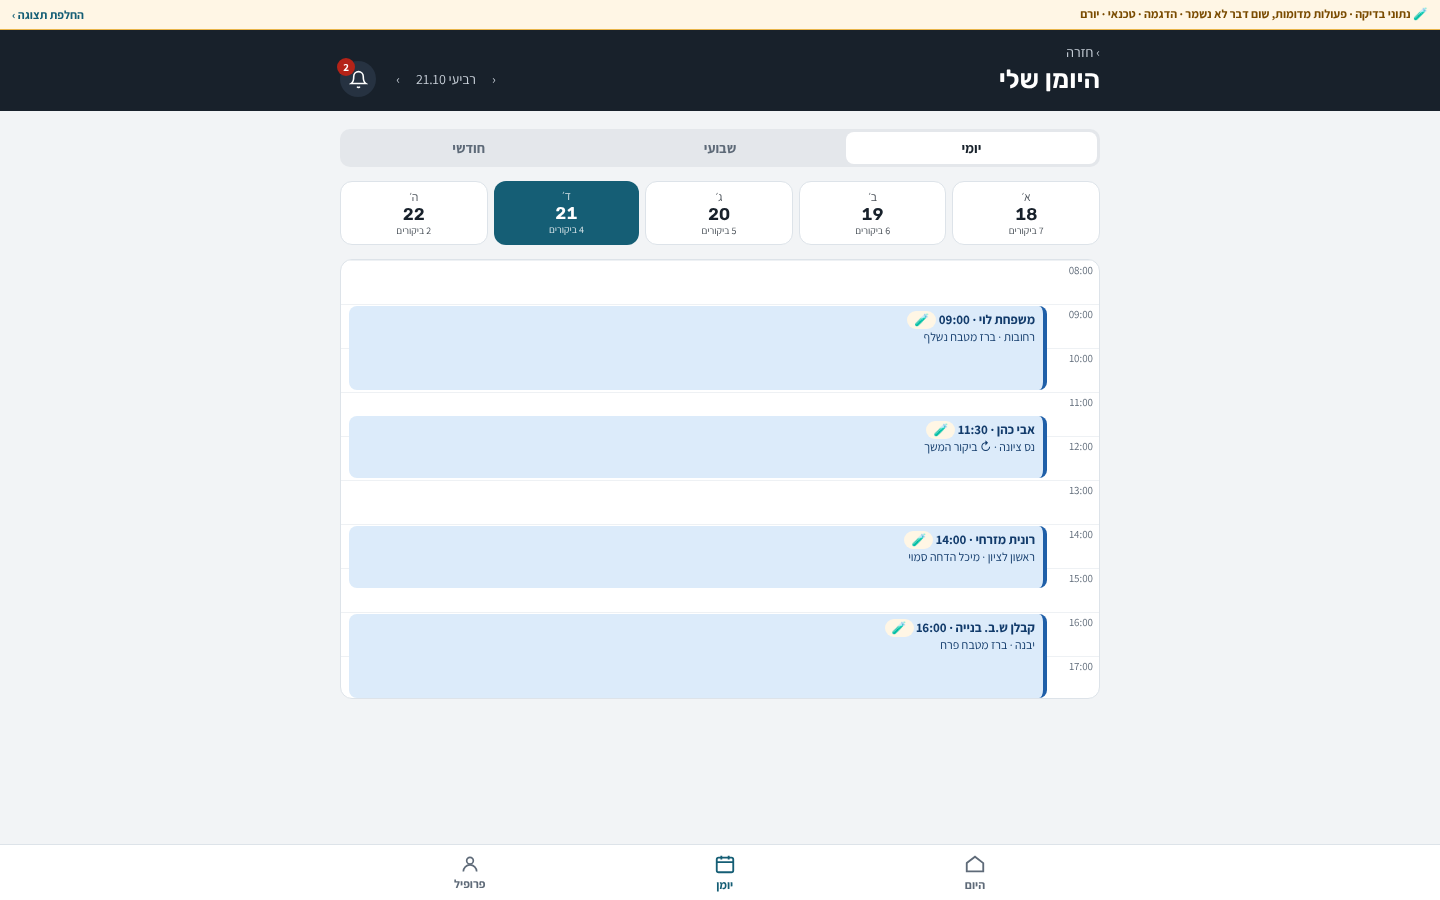 🧪 נתוני בדיקה · פעולות מדומות, שום דבר לא נשמר · הדגמה · טכנאי · יורם
החלפת תצוגה ›
› חזרה
היומן שלי
‹ רביעי 21.10 ›
2
יומי
שבועי
חודשי
א׳
18
7 ביקורים
ב׳
19
6 ביקורים
ג׳
20
5 ביקורים
ד׳
21
4 ביקורים
ה׳
22
2 ביקורים
08:00
09:00
משפחת לוי · 09:00 🧪
רחובות · ברז מטבח נשלף
10:00
11:00
אבי כהן · 11:30 🧪
נס ציונה · ↻ ביקור המשך
12:00
13:00
14:00
רונית מזרחי · 14:00 🧪
ראשון לציון · מיכל הדחה סמוי
15:00
16:00
קבלן ש.ב. בנייה · 16:00 🧪
יבנה · ברז מטבח פרח
17:00
היום
יומן
פרופיל